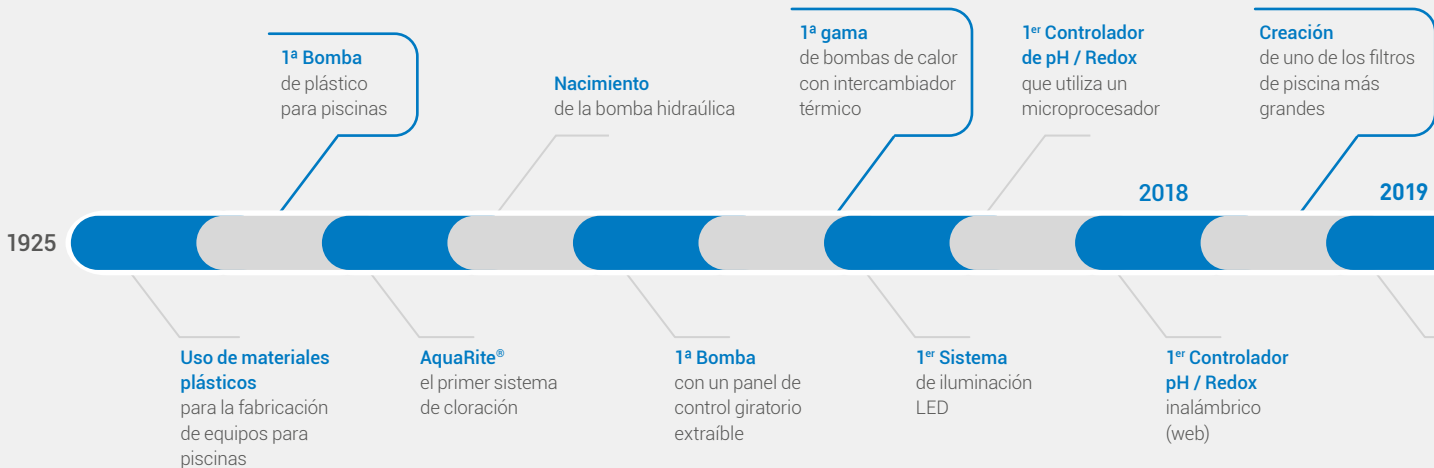 1ª Bomba
de plástico
para piscinas
Nacimiento
de la bomba hidraúlica
1ª gama
de bombas de calor
con intercambiador
térmico
1er Controlador
de pH / Redox
que utiliza un
microprocesador
Creación
de uno de los filtros
de piscina más
grandes
2018
2019
1925
Uso de materiales
plásticos
para la fabricación
de equipos para
piscinas
AquaRite®
el primer sistema
de cloración
1ª Bomba
con un panel de
control giratorio
extraíble
1er Sistema
de iluminación
LED
1er Controlador
pH / Redox
inalámbrico
(web)